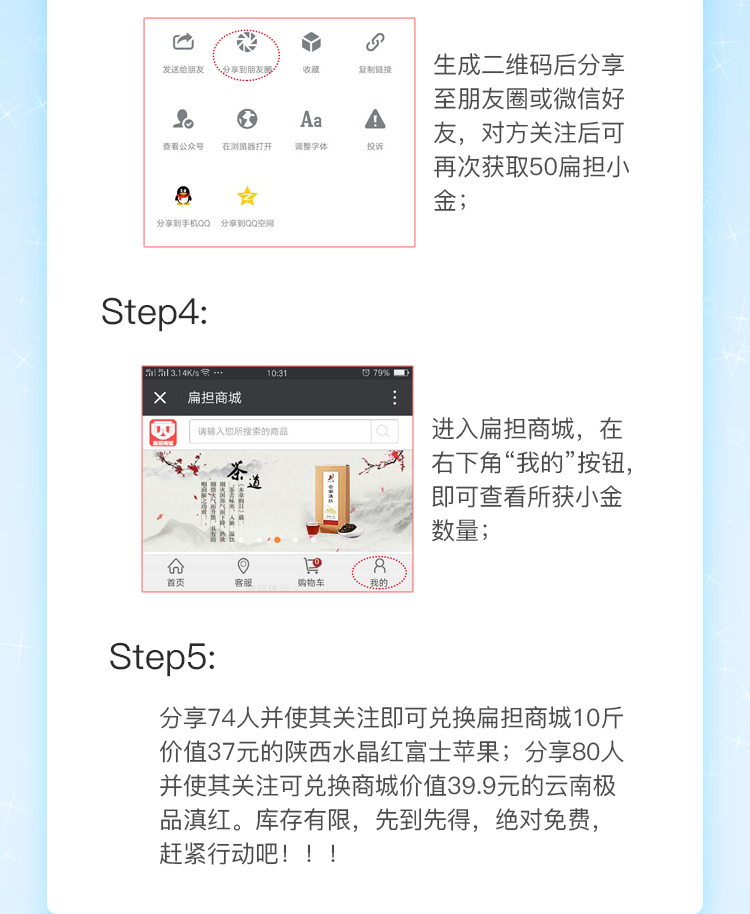 发送给朋友 分享到朋友圈 收藏 复制链接
查看公众号 在浏览器打开 Aa 调整字体 投诉
分享到手机QQ 分享到QQ空间
生成二维码后分享
至朋友圈或微信好
友，对方关注后可
再次获取50扁担小
金；
Step4:
3.14K/s 10:31 79%
扁担商城
请输入您所搜索的商品
茶道
首页 客服 购物车 0 我的
进入扁担商城，在
右下角“我的”按钮,
即可查看所获小金
数量；
Step5:
分享74人并使其关注即可兑换扁担商城10斤
价值37元的陕西水晶红富士苹果；分享80人
并使其关注可兑换商城价值39.9元的云南极
品滇红。库存有限，先到先得，绝对免费，
赶紧行动吧！！！